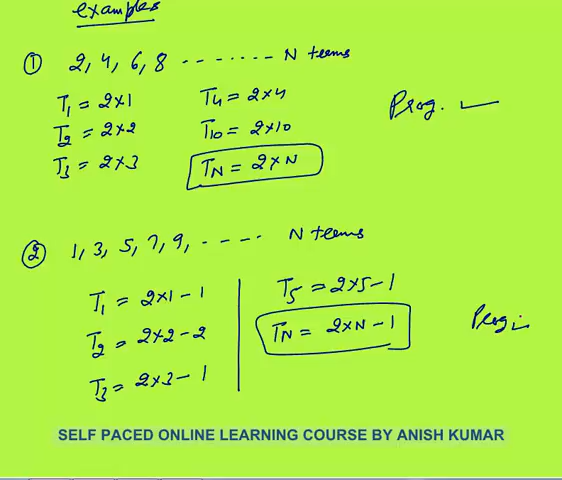 examples
① 2, 4, 6, 8 ........... N terms
T₁ = 2×1
T₂ = 2×2
T₃ = 2×3
T₄ = 2×4
T₁₀ = 2×10
T_N = 2×N
Prog.
② 1, 3, 5, 7, 9, ...... N terms
T₁ = 2×1-1
T₂ = 2×2-2
T₃ = 2×3-1
T₅ = 2×5-1
T_N = 2×N-1
Prog
SELF PACED ONLINE LEARNING COURSE BY ANISH KUMAR